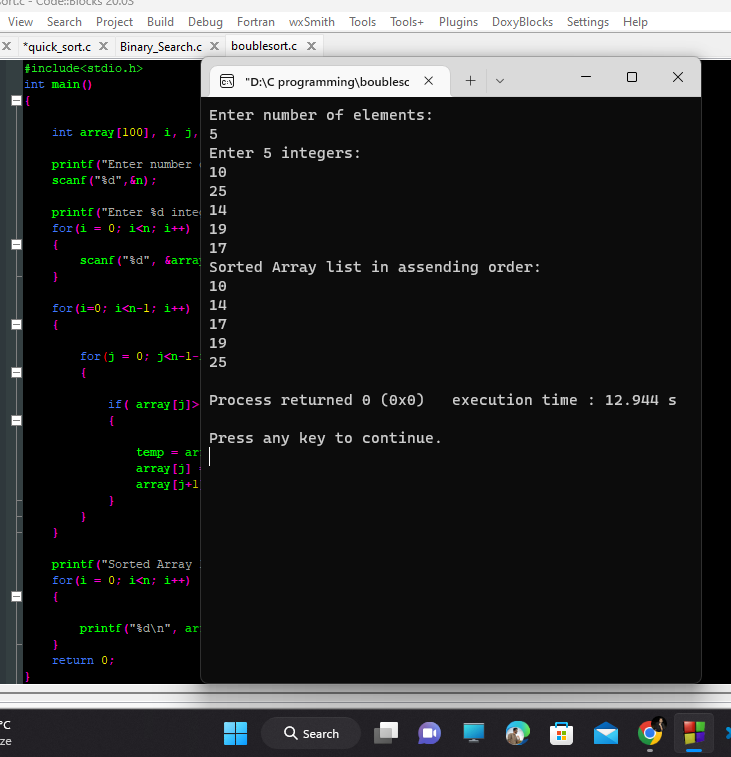 sort.c - Code::Blocks 20.03
View Search Project Build Debug Fortran wxSmith Tools Tools+ Plugins DoxyBlocks Settings Help
*quick_sort.c Binary_Search.c boublesort.c
#include<stdio.h>
int main()
{
int array[100], i, j,
printf("Enter number
scanf("%d",&n);
printf("Enter %d inte
for(i = 0; i<n; i++)
{
scanf("%d", &arra
}
for(i=0; i<n-1; i++)
{
for(j = 0; j<n-1-
{
if( array[j]>
{
temp = ar
array[j]
array[j+1
}
}
}
printf("Sorted Array
for(i = 0; i<n; i++)
{
printf("%d\n", ar
}
return 0;
}
"D:\C programming\boublesc
Enter number of elements:
5
Enter 5 integers:
10
25
14
19
17
Sorted Array list in assending order:
10
14
17
19
25
Process returned 0 (0x0)   execution time : 12.944 s
Press any key to continue.
°C
ze
Search